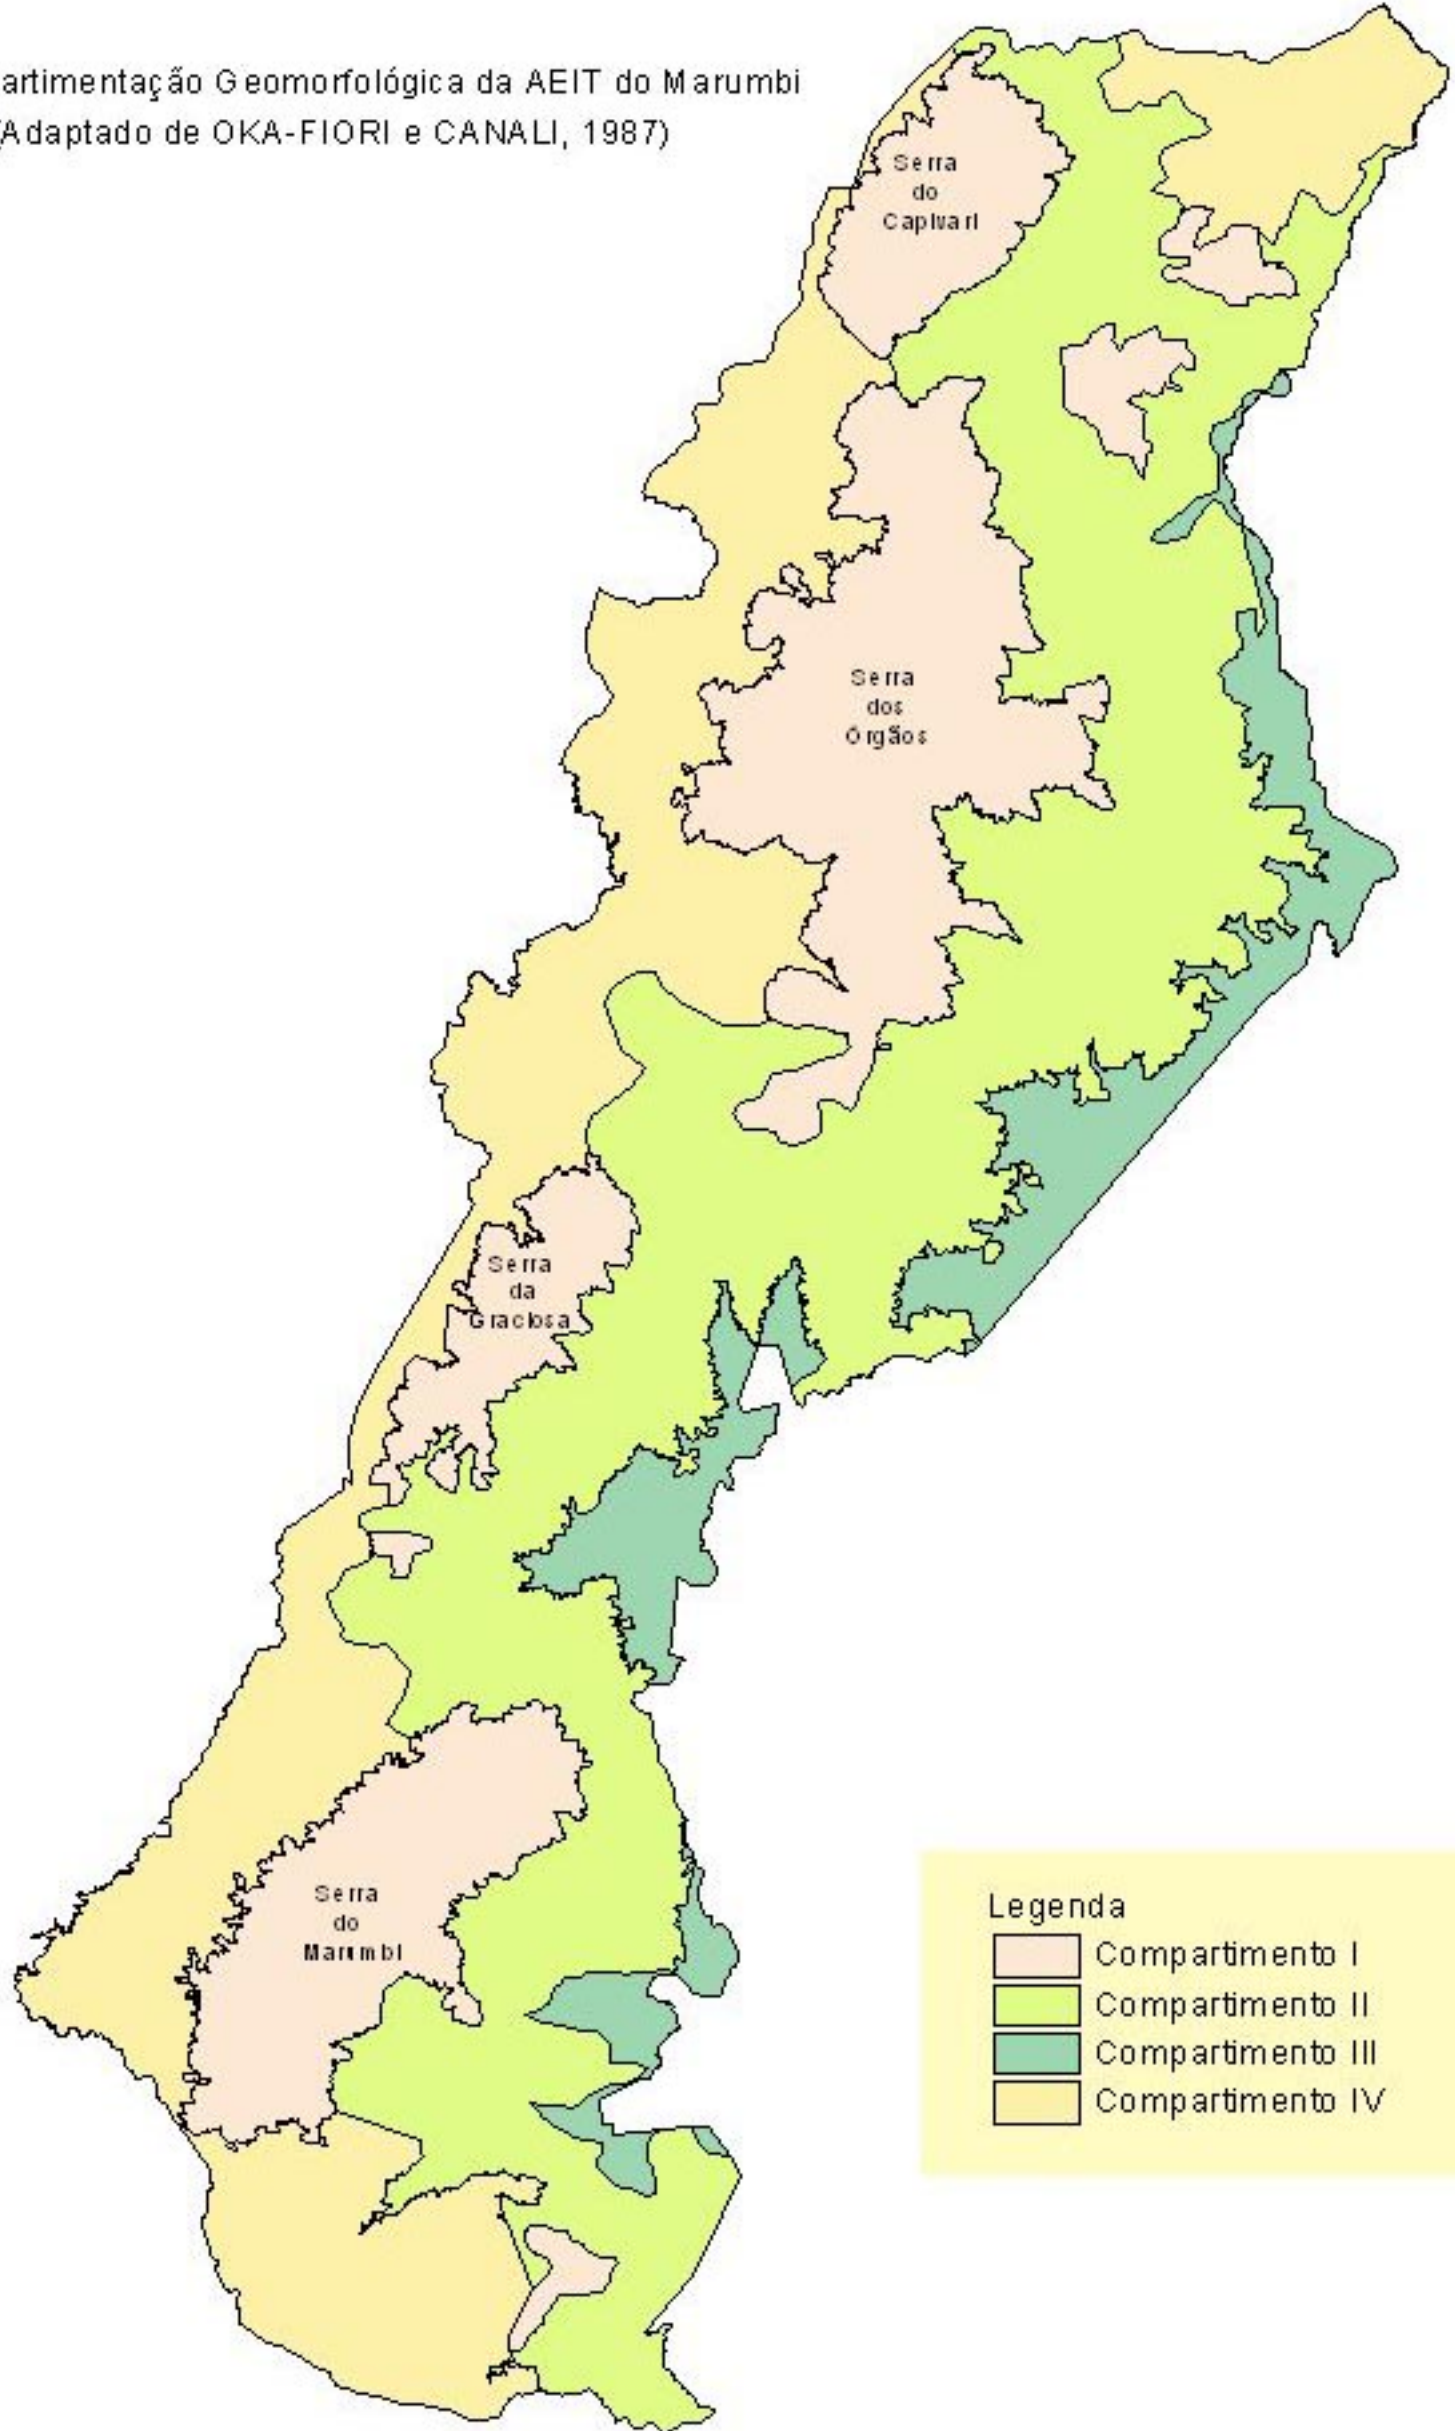 artimentação Geomorfológica da AEIT do Marumbi
(Adaptado de OKA-FIORI e CANALI, 1987)
Serra
do
Capivari
Serra
dos
Órgãos
Serra
da
Graciosa
Serra
do
Marumbi
Legenda
Compartimento I
Compartimento II
Compartimento III
Compartimento IV